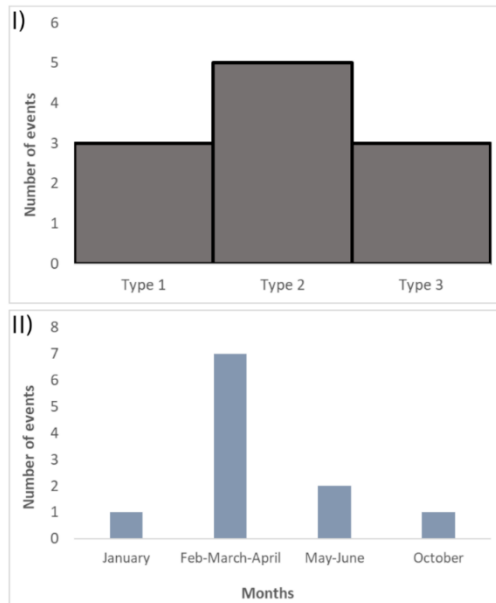 I)
Number of events
6
5
4
3
2
1
0
Type 1 Type 2 Type 3
II)
Number of events
8
7
6
5
4
3
2
1
0
January Feb-March-April May-June October
Months